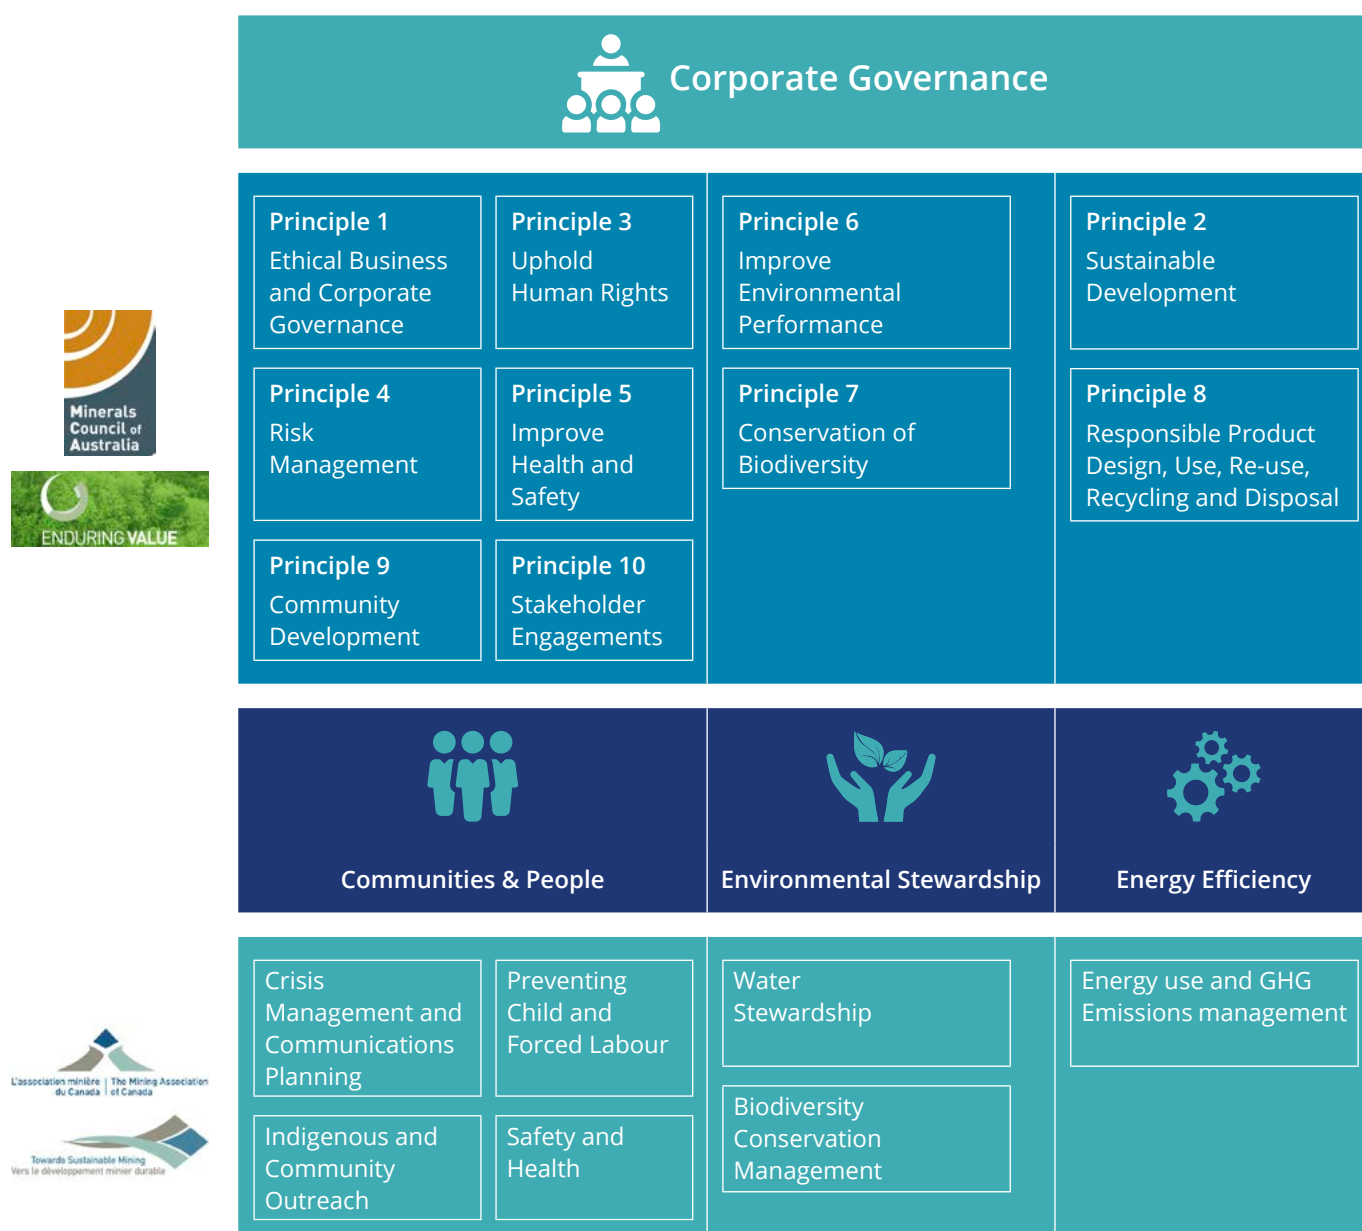 Corporate Governance
Principle 1
Ethical Business
and Corporate
Governance
Principle 3
Uphold
Human Rights
Principle 6
Improve
Environmental
Performance
Principle 2
Sustainable
Development
Principle 4
Risk
Management
Principle 5
Improve
Health and
Safety
Principle 7
Conservation of
Biodiversity
Principle 8
Responsible Product
Design, Use, Re-use,
Recycling and Disposal
Principle 9
Community
Development
Principle 10
Stakeholder
Engagements
Minerals
Council of
Australia
ENDURING VALUE
Communities & People
Environmental Stewardship
Energy Efficiency
Crisis
Management and
Communications
Planning
Preventing
Child and
Forced Labour
Water
Stewardship
Energy use and GHG
Emissions management
Indigenous and
Community
Outreach
Safety and
Health
Biodiversity
Conservation
Management
L'association minière | The Mining Association
du Canada | of Canada
Towards Sustainable Mining
Vers le développement minier durable